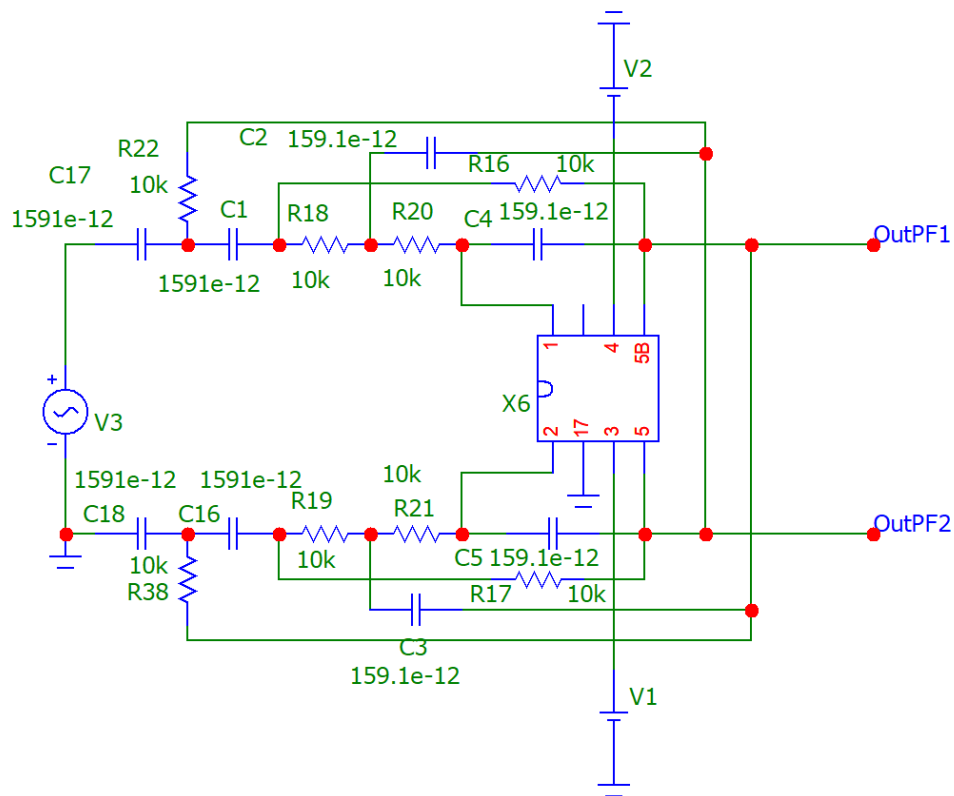 V2
C2 159.1e-12
R22
C17
10k
R16 10k
1591e-12
C1
R18
R20
C4 159.1e-12
OutPF1
1591e-12
10k
10k
1
4
5B
X6
V3
2
17
3
5
10k
1591e-12
1591e-12
R19
R21
C18
C16
OutPF2
10k
10k
C5 159.1e-12
R38
R17
10k
C3
159.1e-12
V1